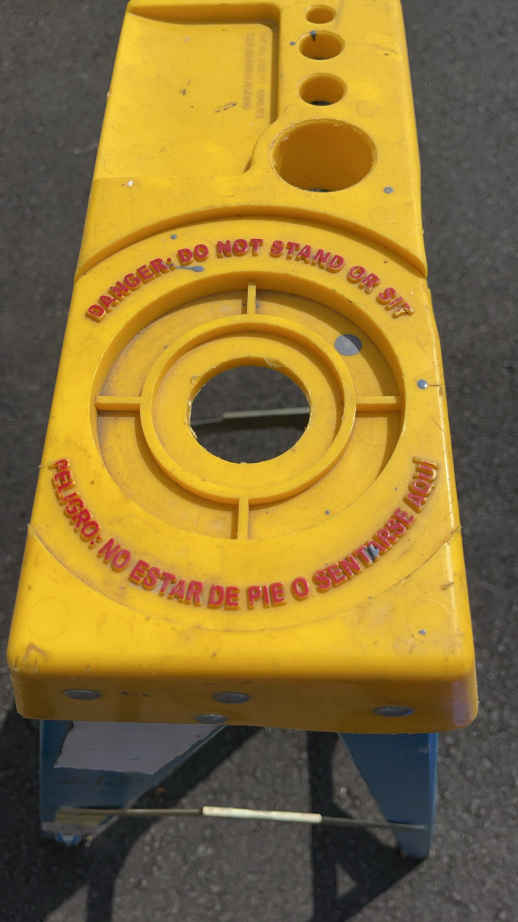 DANGER: DO NOT STAND OR SIT
PELIGRO: NO ESTAR DE PIE O SENTARSE AQUI